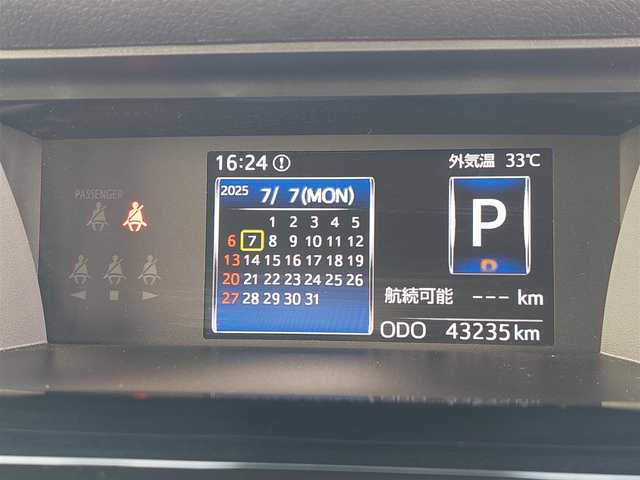 PASSENGER
16:24
外気温 33℃
2025 7/ 7(MON)
1 2 3 4 5
6 7 8 9 10 11 12
13 14 15 16 17 18 19
20 21 22 23 24 25 26
27 28 29 30 31
P
D
航続可能 --- km
ODO 43235 km